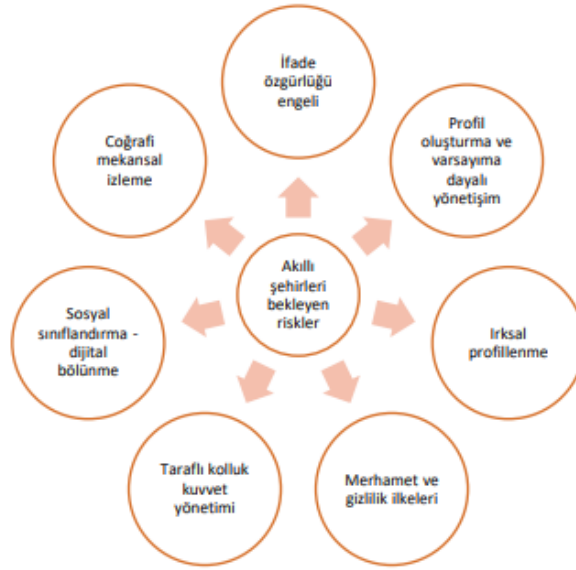 İfade
özgürlüğü
engeli
Profil
oluşturma ve
varsayıma
dayalı
yönetişim
Irksal
profillenme
Merhamet ve
gizlilik ilkeleri
Taraflı kolluk
kuvvet
yönetimi
Sosyal
sınıflandırma -
dijital
bölünme
Coğrafi
mekansal
izleme
Akıllı
şehirleri
bekleyen
riskler